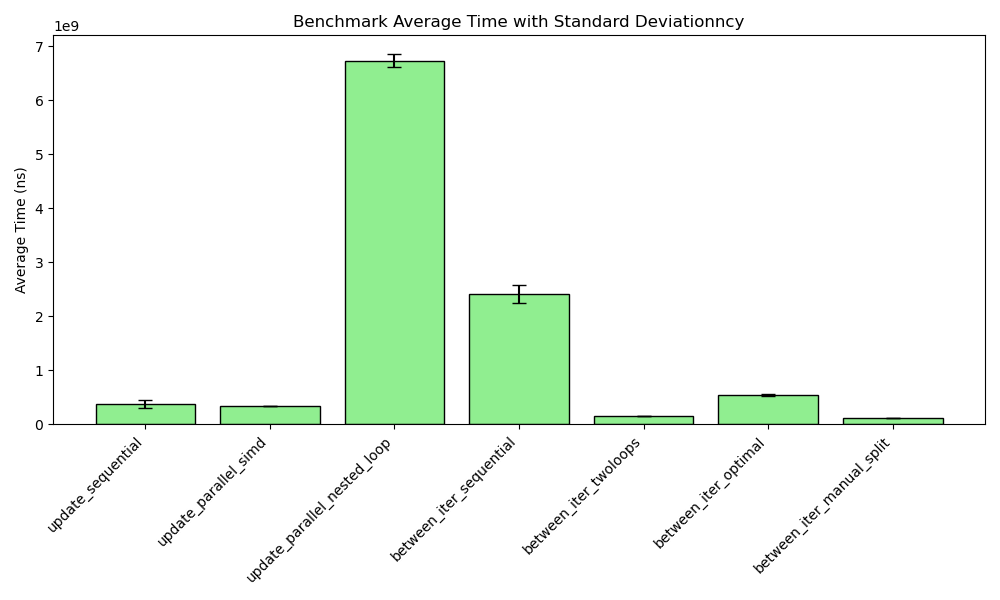 Benchmark Average Time with Standard Deviationncy
1e9
7
6
5
4
3
2
1
0
Average Time (ns)
update_sequential
update_parallel_simd
update_parallel_nested_loop
between_iter_sequential
between_iter_twoloops
between_iter_optimal
between_iter_manual_split